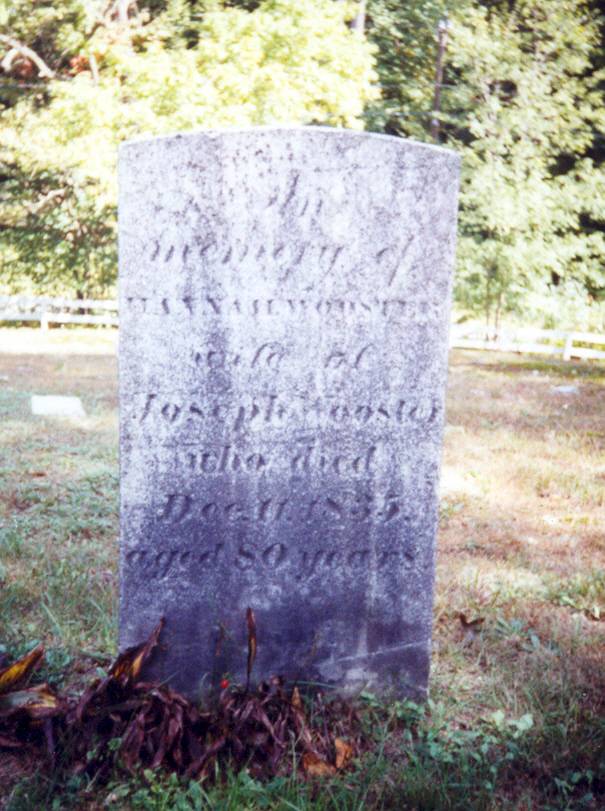 In
memory of
HANNAH WOOSTER
wife of
Joseph Wooster
who died
Dec. 11. 1835.
aged 80 years.